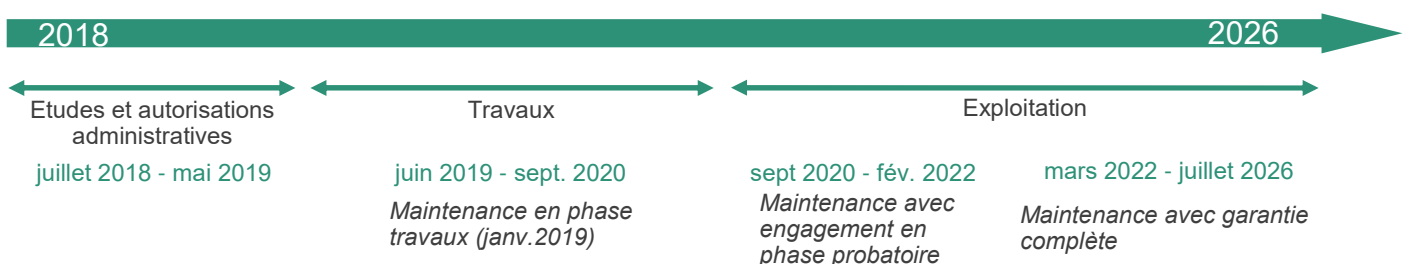 2018
2026
Etudes et autorisations
administratives
juillet 2018 - mai 2019
Travaux
juin 2019 - sept. 2020
Maintenance en phase
travaux (janv.2019)
Exploitation
sept 2020 - fév. 2022
Maintenance avec
engagement en
phase probatoire
mars 2022 - juillet 2026
Maintenance avec garantie
complète